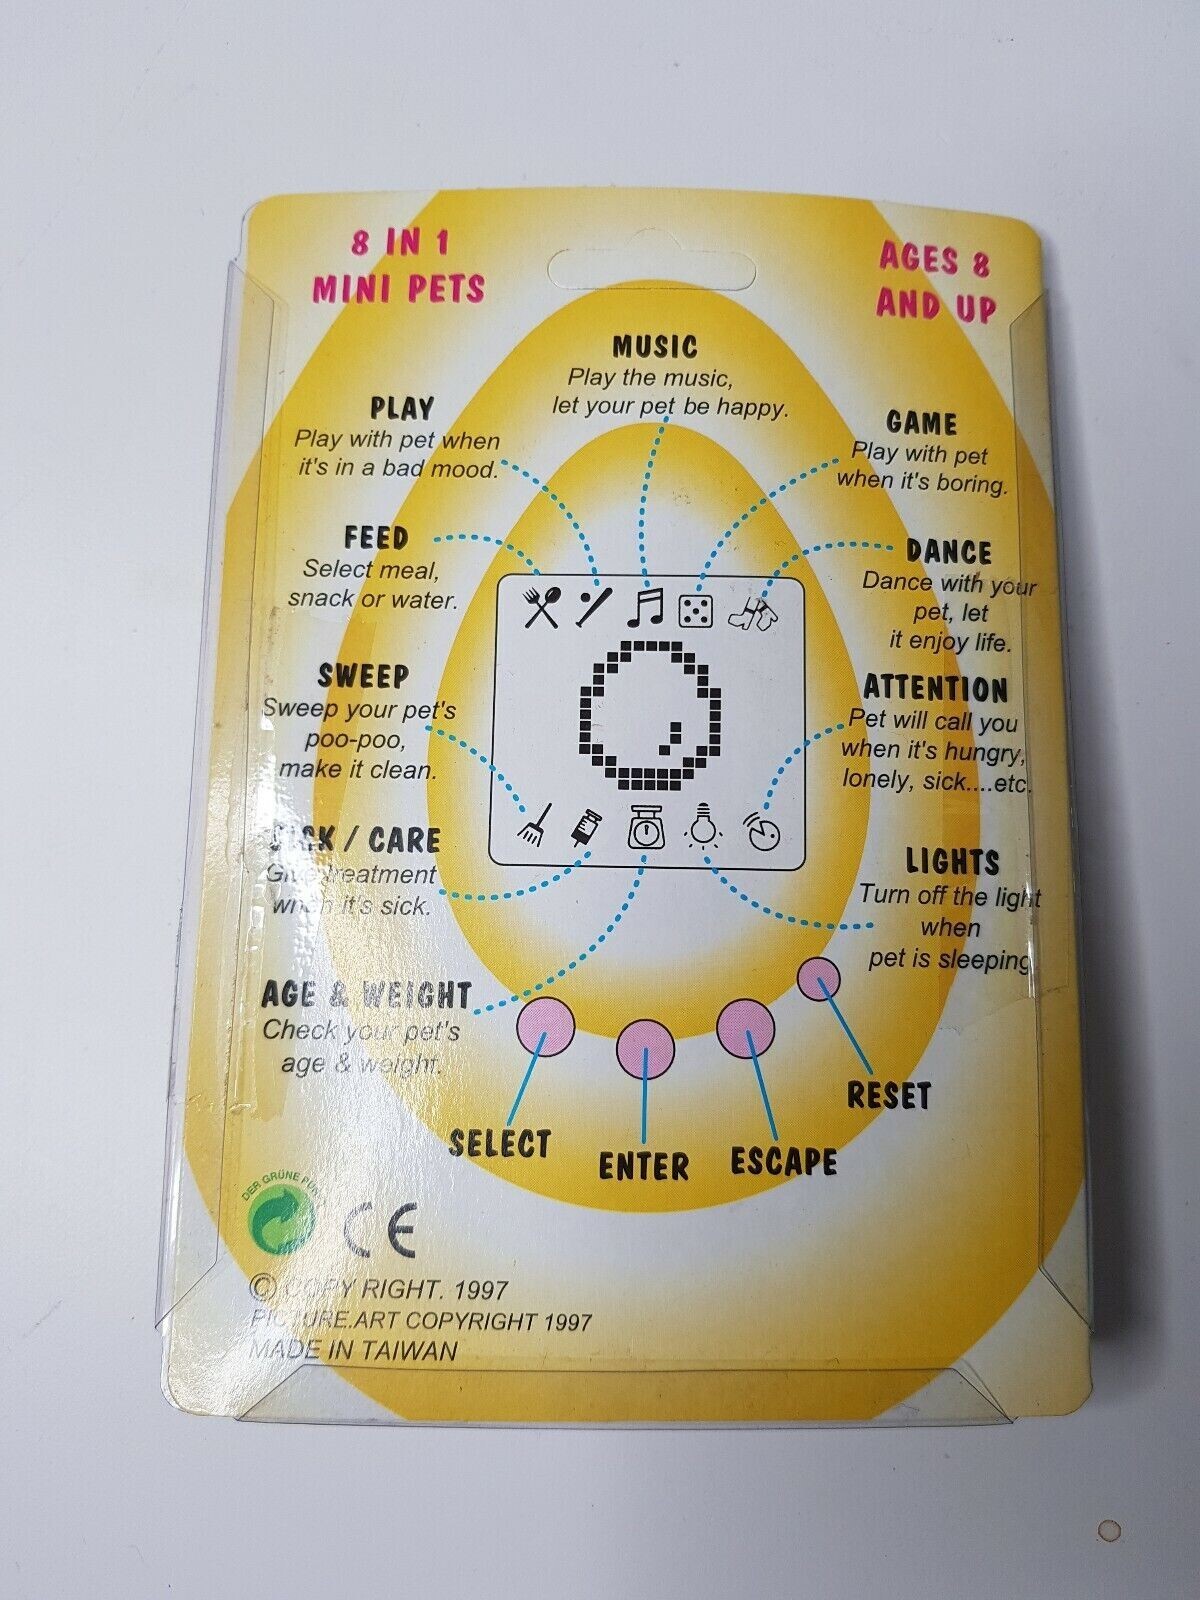 8 IN 1
MINI PETS
AGES 8
AND UP
MUSIC
Play the music,
let your pet be happy.
PLAY
Play with pet when
it's in a bad mood.
GAME
Play with pet
when it's boring.
FEED
Select meal,
snack or water.
DANCE
Dance with your
pet, let
it enjoy life.
SWEEP
Sweep your pet's
poo-poo,
make it clean.
ATTENTION
Pet will call you
when it's hungry,
lonely, sick....etc.
SICK / CARE
Give treatment
when it's sick.
LIGHTS
Turn off the light
when
pet is sleeping
AGE & WEIGHT
Check your pet's
age & weight.
SELECT
ENTER
ESCAPE
RESET
DER GRÜNE
CE
© COPY RIGHT. 1997
PICTURE.ART COPYRIGHT 1997
MADE IN TAIWAN